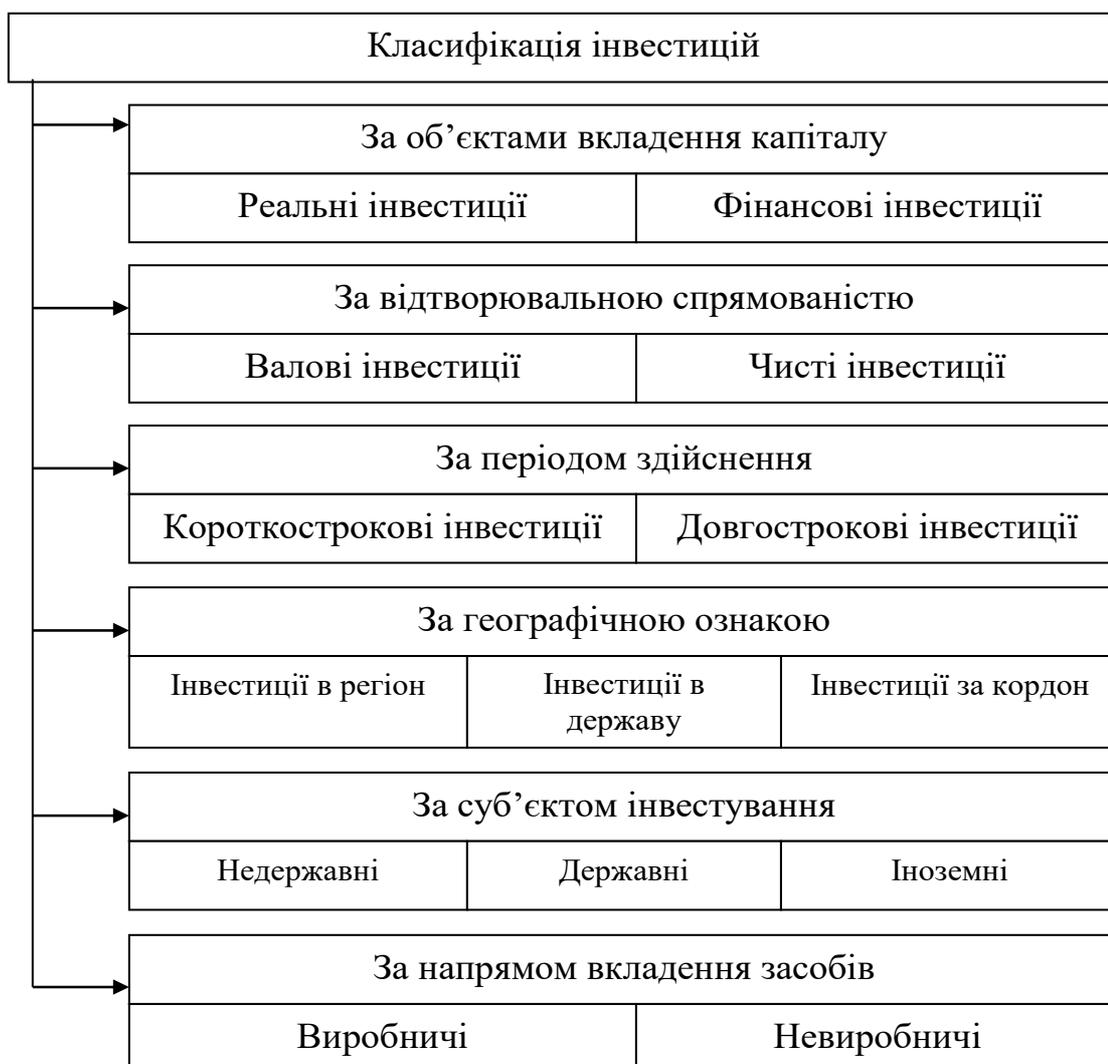 Класифікація інвестицій
За об’єктами вкладення капіталу
Реальні інвестиції
Фінансові інвестиції
За відтворювальною спрямованістю
Валові інвестиції
Чисті інвестиції
За періодом здійснення
Короткострокові інвестиції
Довгострокові інвестиції
За географічною ознакою
Інвестиції в регіон
Інвестиції в
державу
Інвестиції за кордон
За суб’єктом інвестування
Недержавні
Державні
Іноземні
За напрямом вкладення засобів
Виробничі
Невиробничі